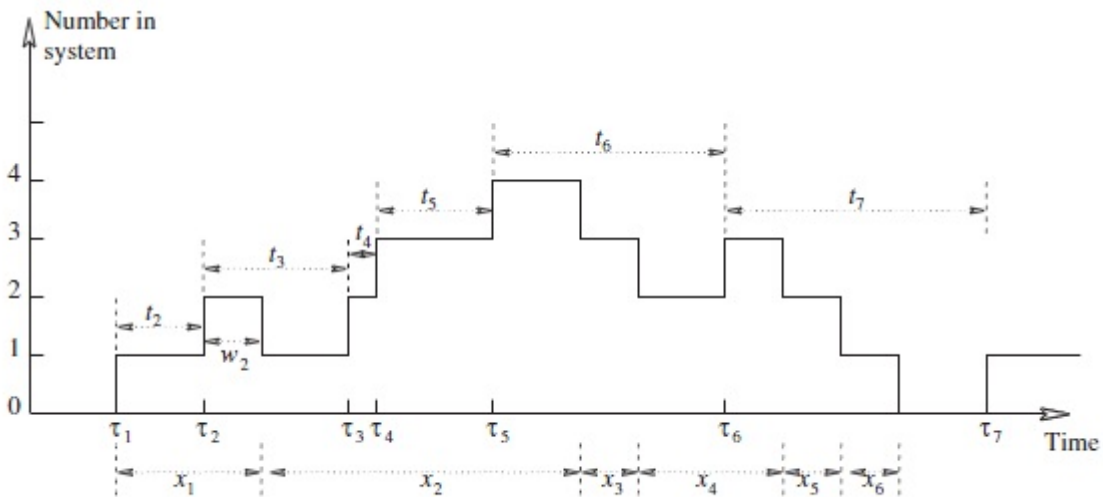 Number in
system
t₆
4
t₅
t₇
t₄
3
t₃
2
t₂
1
w₂
0
τ₁ τ₂ τ₃ τ₄ τ₅ τ₆ τ₇ Time
x₁ x₂ x₃ x₄ x₅ x₆